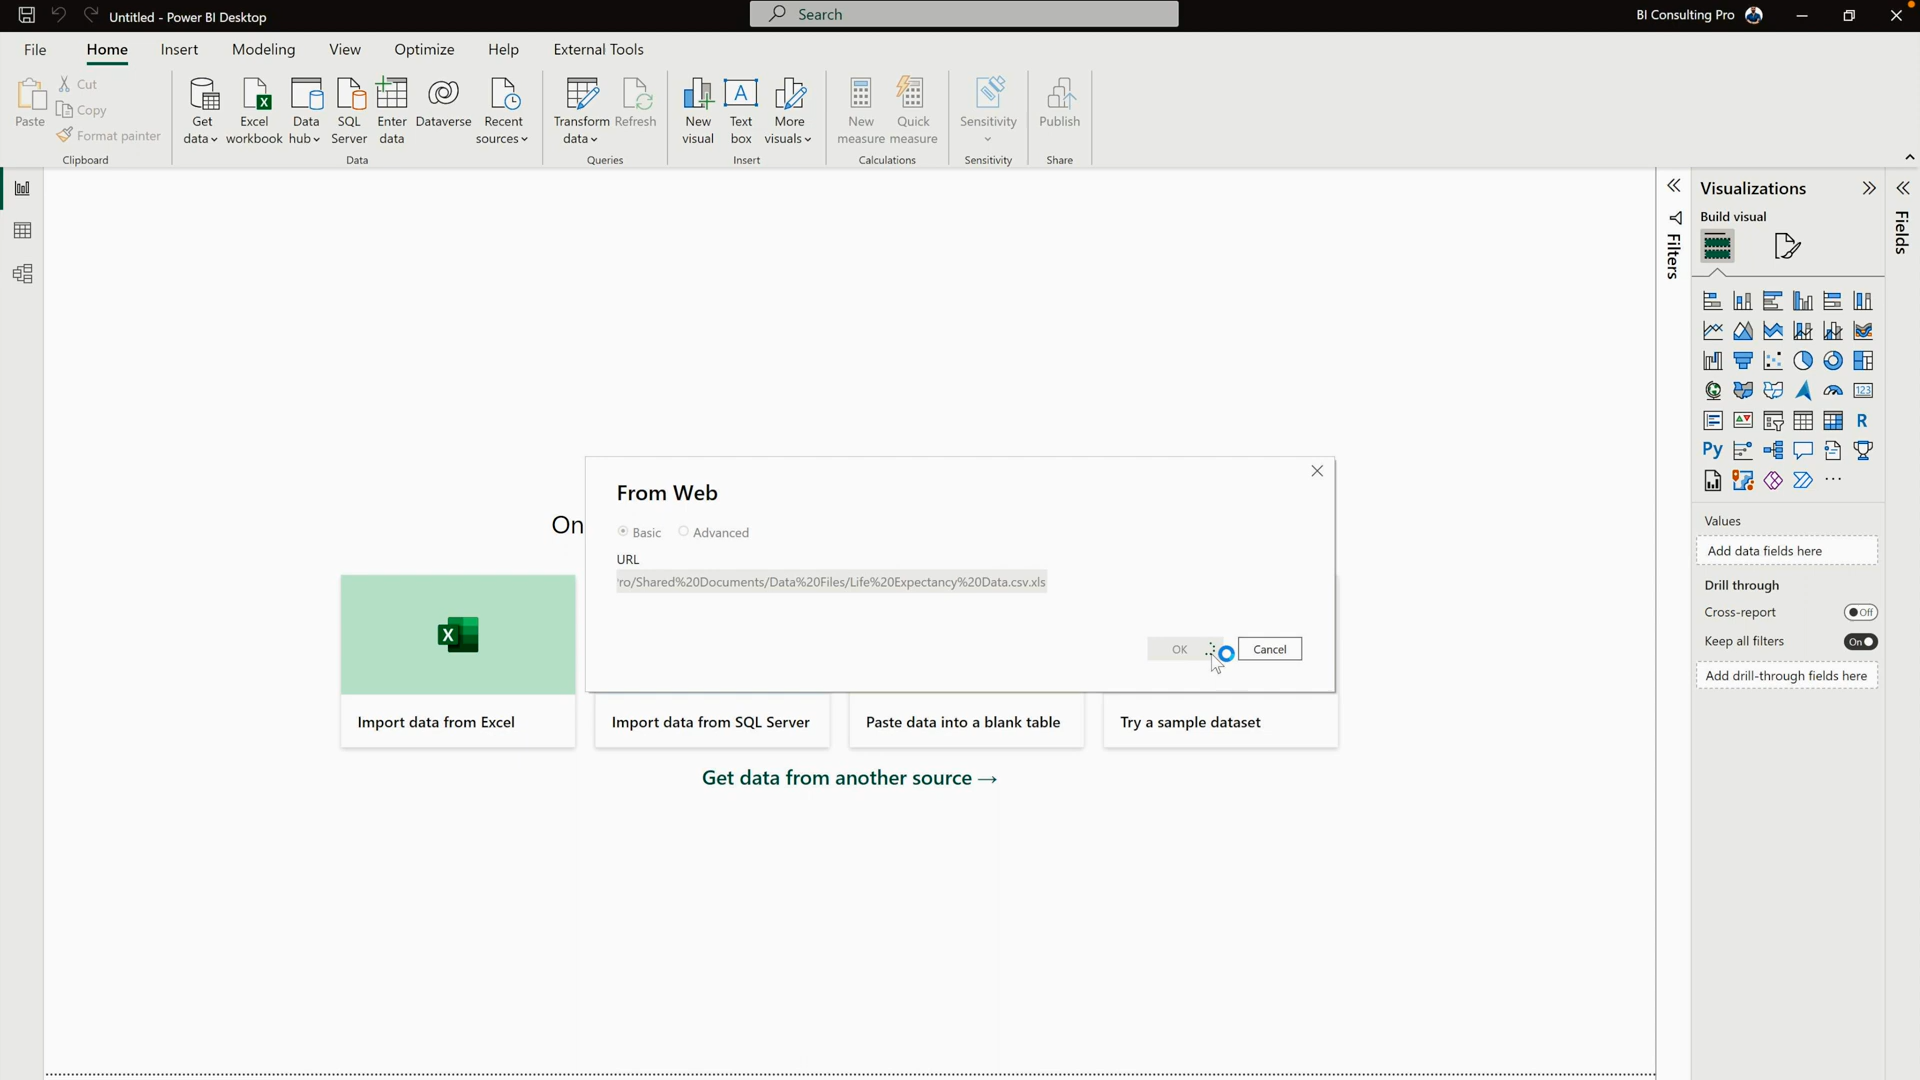 Untitled - Power BI Desktop
Search
BI Consulting Pro
File Home Insert Modeling View Optimize Help External Tools
Paste
Cut
Copy
Format painter
Clipboard
Get data
Excel workbook
Data hub
SQL Server
Enter data
Dataverse
Recent sources
Data
Transform data
Refresh
Queries
New visual
Text box
More visuals
Insert
New measure
Quick measure
Calculations
Sensitivity
Sensitivity
Publish
Share
Filters
Visualizations
Build visual
Fields
R
Py
123
Values
Add data fields here
Drill through
Cross-report
Off
Keep all filters
On
Add drill-through fields here
On
From Web
Basic Advanced
URL
ro/Shared%20Documents/Data%20Files/Life%20Expectancy%20Data.csv.xls
OK Cancel
Import data from Excel
Import data from SQL Server
Paste data into a blank table
Try a sample dataset
Get data from another source →